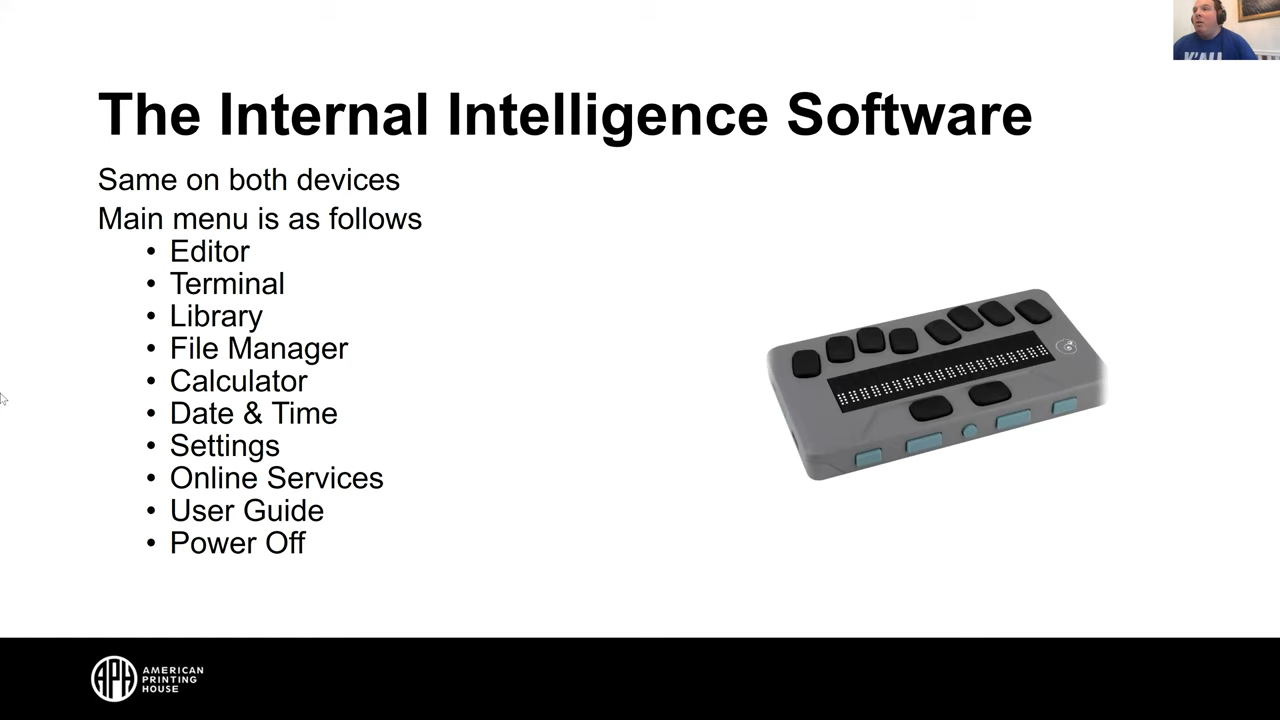 The Internal Intelligence Software
Same on both devices
Main menu is as follows
• Editor
• Terminal
• Library
• File Manager
• Calculator
• Date & Time
• Settings
• Online Services
• User Guide
• Power Off
APH
AMERICAN
PRINTING
HOUSE